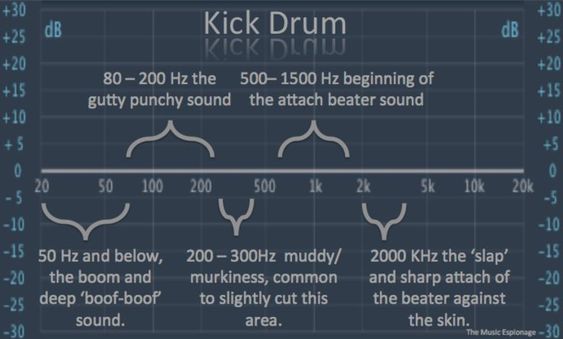 Kick Drum
+30 +30
dB dB
+25 +25
+20 +20
80 – 200 Hz the 500– 1500 Hz beginning of
+15 +15
gutty punchy sound the attach beater sound
+10 +10
+ 5 + 5
0 0
20 50 100 200 500 1k 2k 5k 10k 20k
−5 −5
−10 −10
50 Hz and below, 200 – 300Hz muddy/ 2000 KHz the ‘slap’
−15 −15
the boom and murkiness, common and sharp attach of
−20 −20
deep ‘boof-boof’ to slightly cut this the beater against
−25 −25
sound. area. the skin.
−30 −30
The Music Espionage